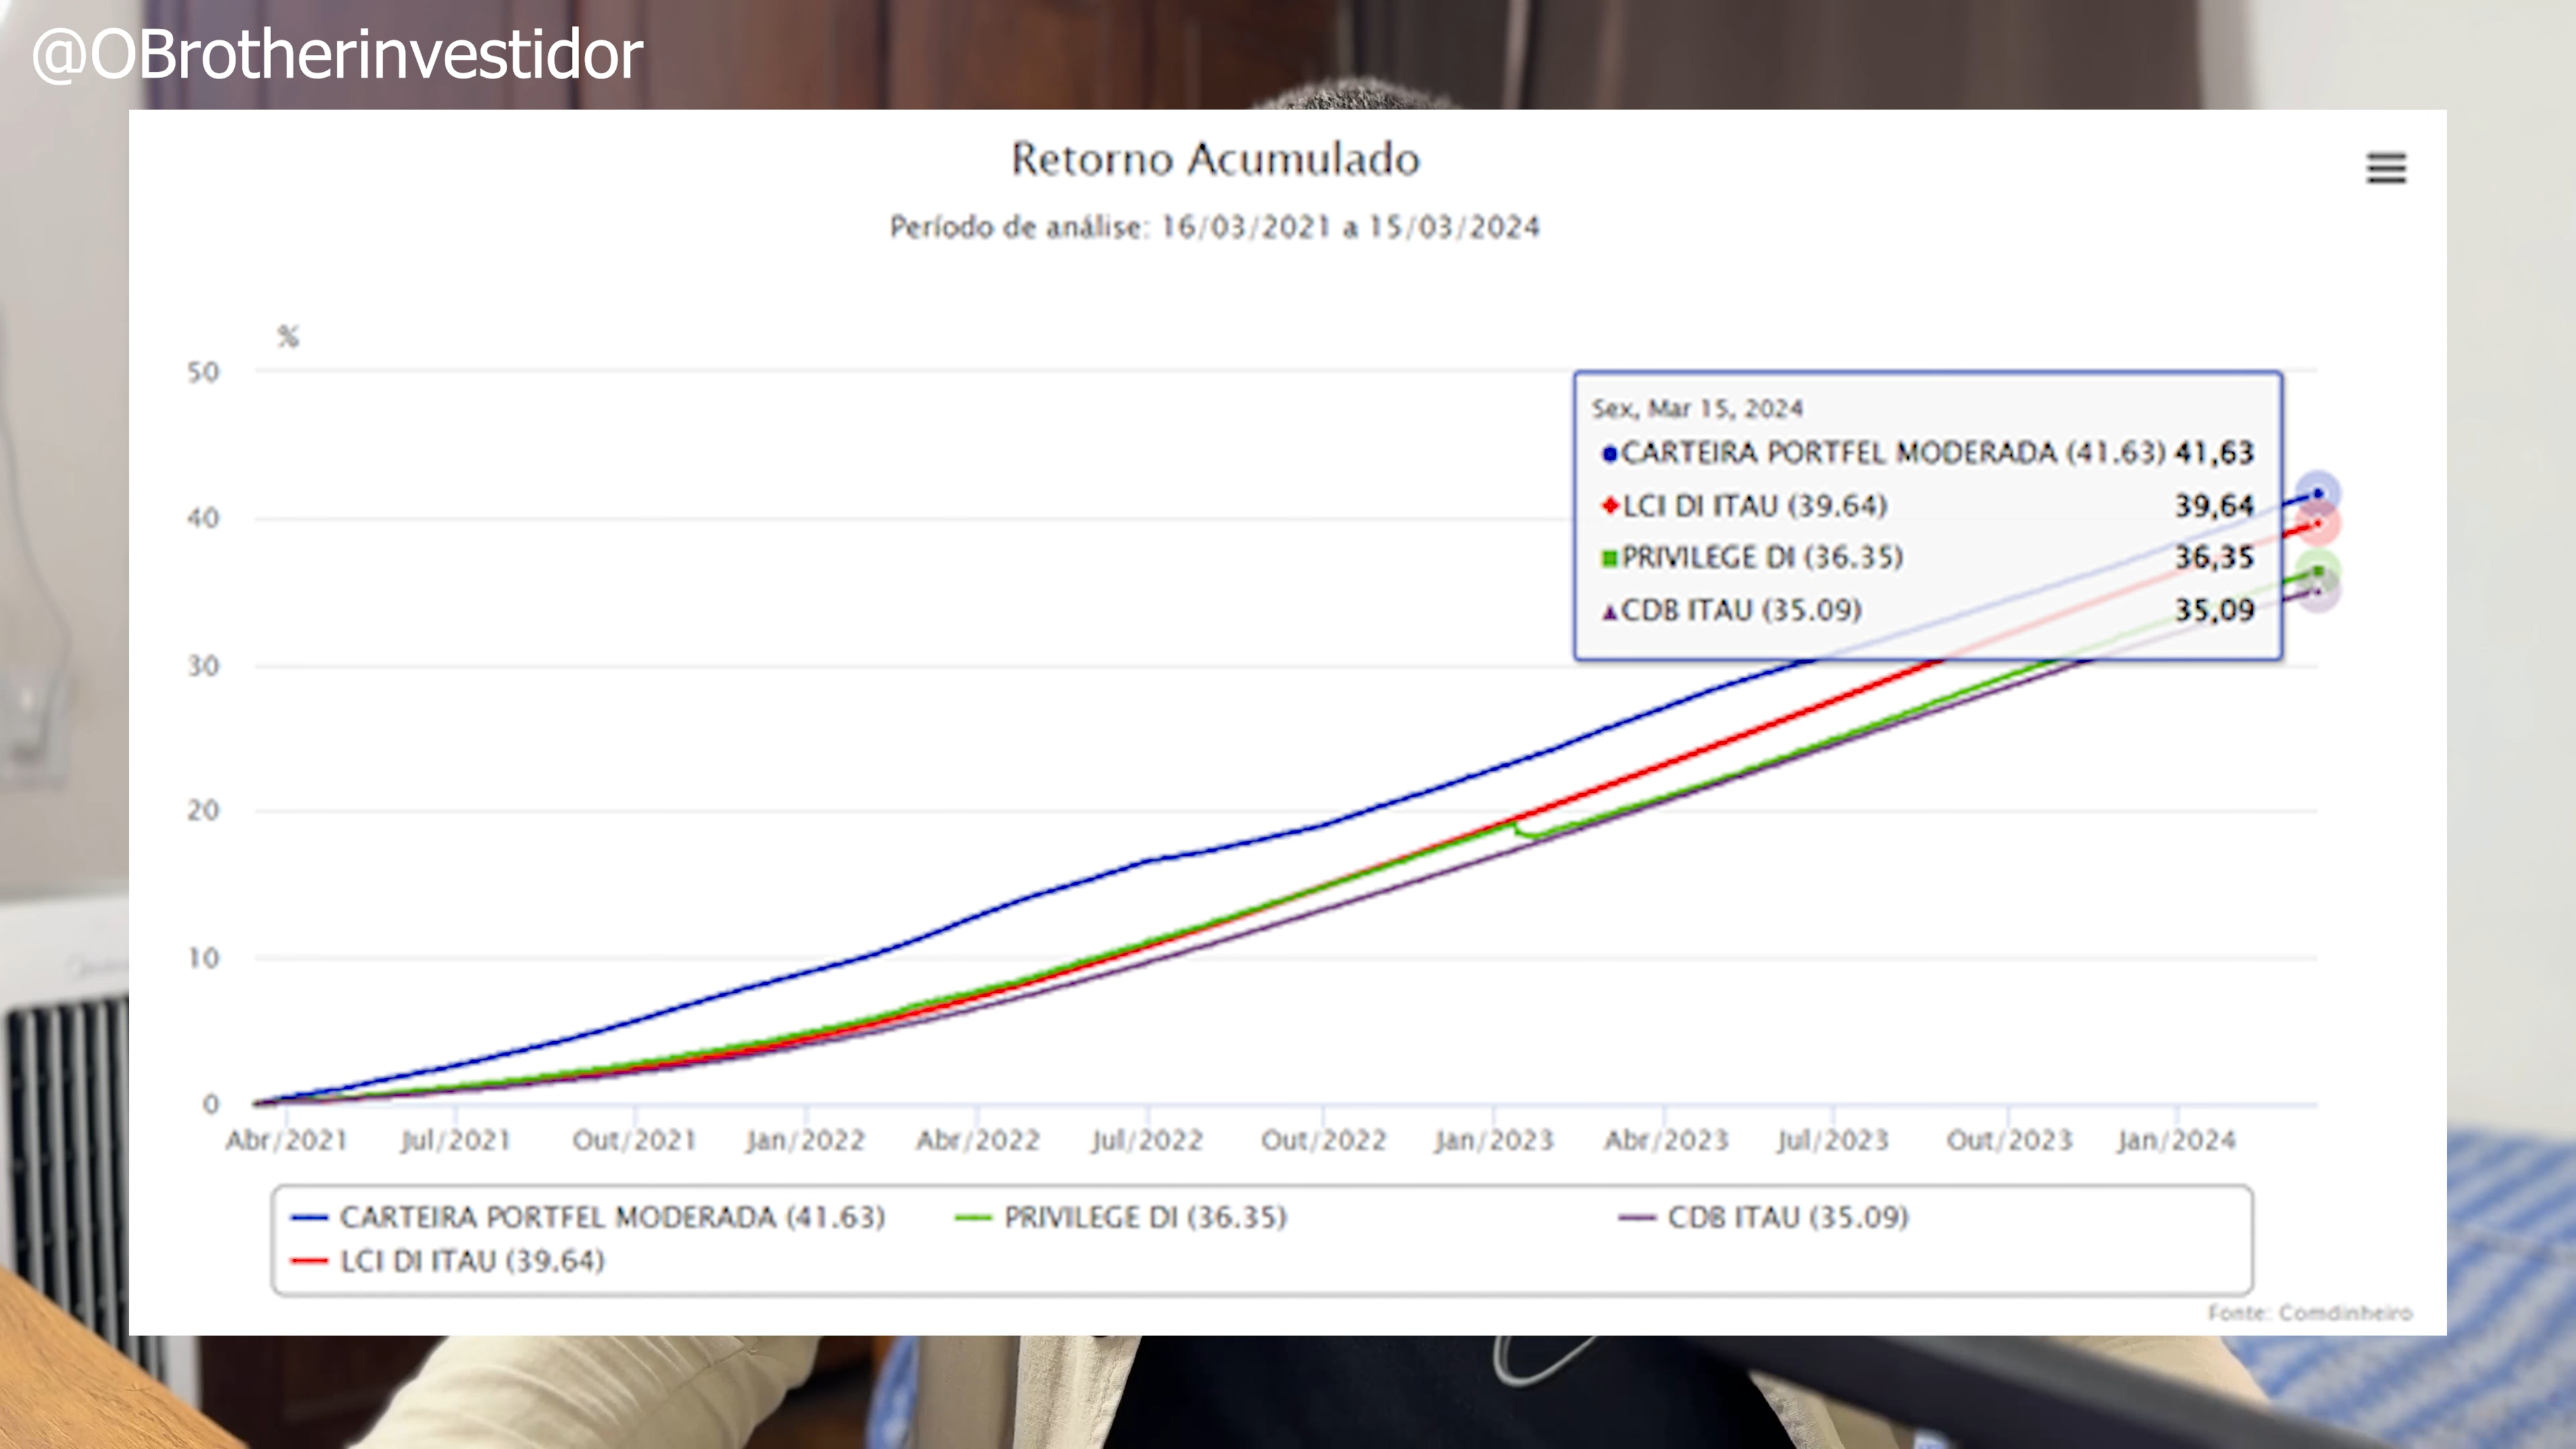 @OBrotherinvestidor
Retorno Acumulado
Período de análise: 16/03/2021 a 15/03/2024
%
50
40
30
20
10
0
Sex, Mar 15, 2024
CARTEIRA PORTFEL MODERADA (41.63) 41,63
LCI DI ITAU (39.64) 39,64
PRIVILEGE DI (36.35) 36,35
CDB ITAU (35.09) 35,09
Abr/2021 Jul/2021 Out/2021 Jan/2022 Abr/2022 Jul/2022 Out/2022 Jan/2023 Abr/2023 Jul/2023 Out/2023 Jan/2024
CARTEIRA PORTFEL MODERADA (41.63) PRIVILEGE DI (36.35) CDB ITAU (35.09)
LCI DI ITAU (39.64)
Fonte: Comdinheiro